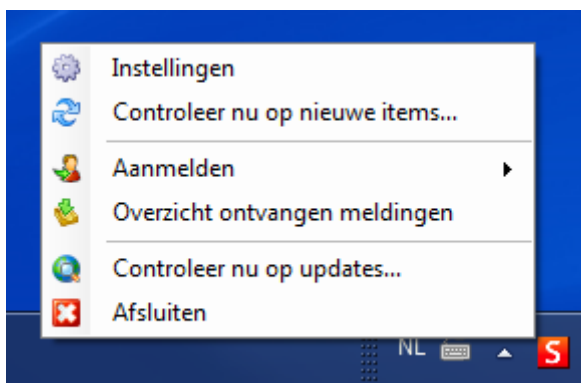 Instellingen
Controleer nu op nieuwe items...
Aanmelden
Overzicht ontvangen meldingen
Controleer nu op updates...
Afsluiten
NL
S